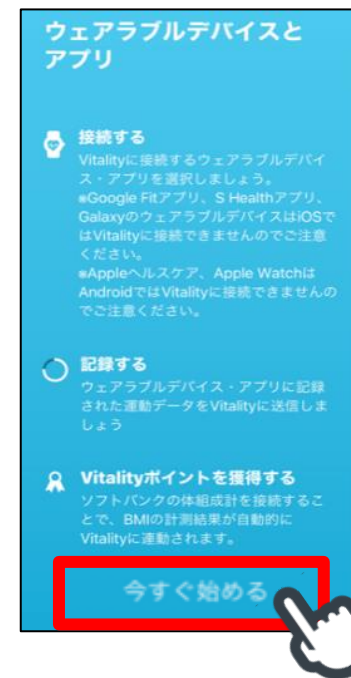 ウェアラブルデバイスと
アプリ
接続する
Vitalityに接続するウェアラブルデバイ
ス・アプリを選択しましょう。
※Google Fitアプリ、S Healthアプリ、
GalaxyのウェアラブルデバイスはiOSで
はVitalityに接続できませんのでご注意
ください。
※Appleヘルスケア、Apple Watchは
AndroidではVitalityに接続できませんの
でご注意ください。
記録する
ウェアラブルデバイス・アプリに記録
された運動データをVitalityに送信しま
しょう
Vitalityポイントを獲得する
ソフトバンクの体組成計を接続するこ
とで、BMIの計測結果が自動的に
Vitalityに連動されます。
今すぐ始める